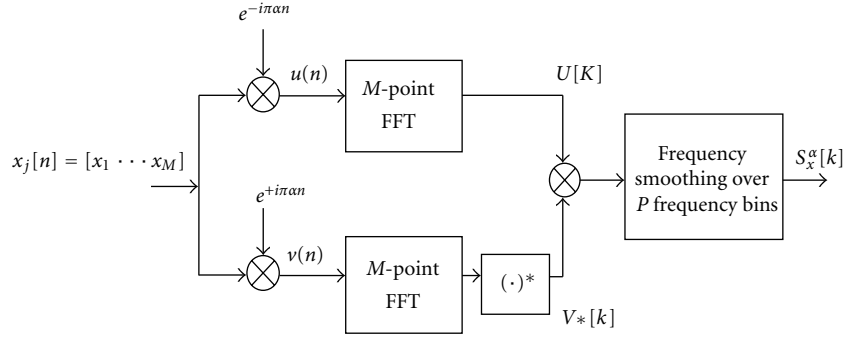 e^{-iπαn}
u(n)
M-point
FFT
U[K]
x_j[n] = [x_1 ⋯ x_M]
e^{+iπαn}
v(n)
M-point
FFT
(·)*
V*[k]
Frequency
smoothing over
P frequency bins
S_x^α[k]